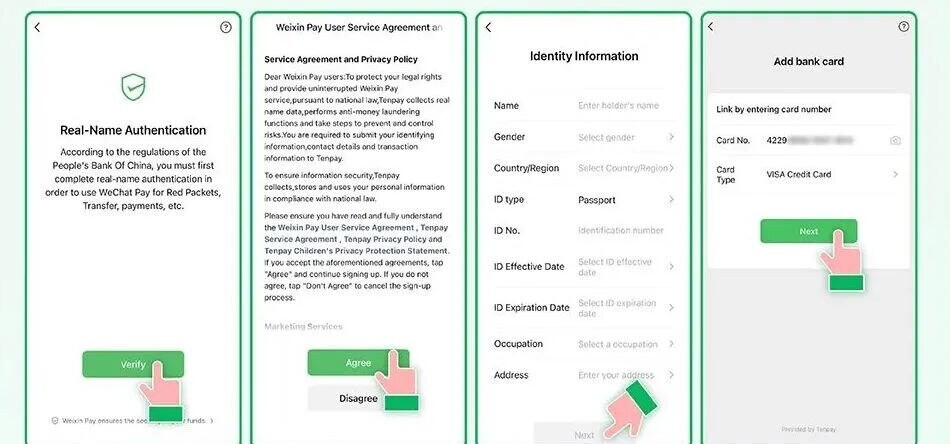 Real-Name Authentication
According to the regulations of the
People's Bank Of China, you must first
complete real-name authentication in
order to use WeChat Pay for Red Packets,
Transfer, payments, etc.
Verify
Weixin Pay ensures the funds.
Weixin Pay User Service Agreement an
Service Agreement and Privacy Policy
Dear Weixin Pay users:To protect your legal rights
and provide uninterrupted Weixin Pay
service,pursuant to national law,Tenpay collects real
name data,performs anti-money laundering
functions and take steps to prevent and control
risks.You are required to submit your identifying
information,contact details and transaction
information to Tenpay.
To ensure information security,Tenpay
collects,stores and uses your personal information
in compliance with national law.
Please ensure you have read and fully understand
the Weixin Pay User Service Agreement , Tenpay
Service Agreement , Tenpay Privacy Policy and
Tenpay Children's Privacy Protection Statement.
If you accept the aforementioned agreements, tap
"Agree" and continue signing up. If you do not
agree, tap "Don't Agree" to cancel the sign-up
process.
Marketing Services
Agree
Disagree
Identity Information
Name Enter holder's name
Gender Select gender
Country/Region Select Country/Region
ID type Passport
ID No. Identification number
ID Effective Date Select ID effective
date
ID Expiration Date Select ID expiration
date
Occupation Select a occupation
Address Enter your address
Next
Add bank card
Link by entering card number
Card No. 4229
Card
Type VISA Credit Card
Next
Provided by Tenpay